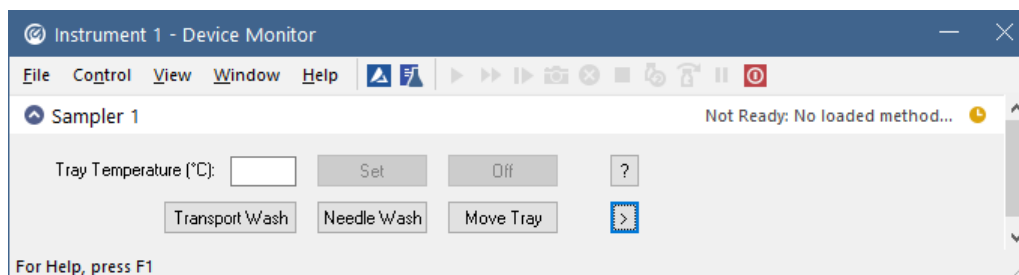 Instrument 1 - Device Monitor
File Control View Window Help
Sampler 1 Not Ready: No loaded method...
Tray Temperature (°C): Set Off ?
Transport Wash Needle Wash Move Tray >
For Help, press F1